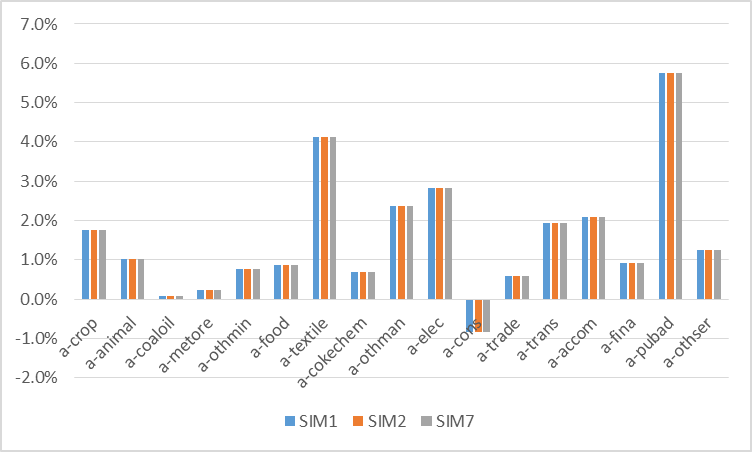 7.0%
6.0%
5.0%
4.0%
3.0%
2.0%
1.0%
0.0%
-1.0%
-2.0%
a-crop
a-animal
a-coaloil
a-metore
a-othmin
a-food
a-textile
a-cokechem
a-othman
a-elec
a-cons
a-trade
a-trans
a-accom
a-fina
a-pubad
a-othser
SIM1 SIM2 SIM7